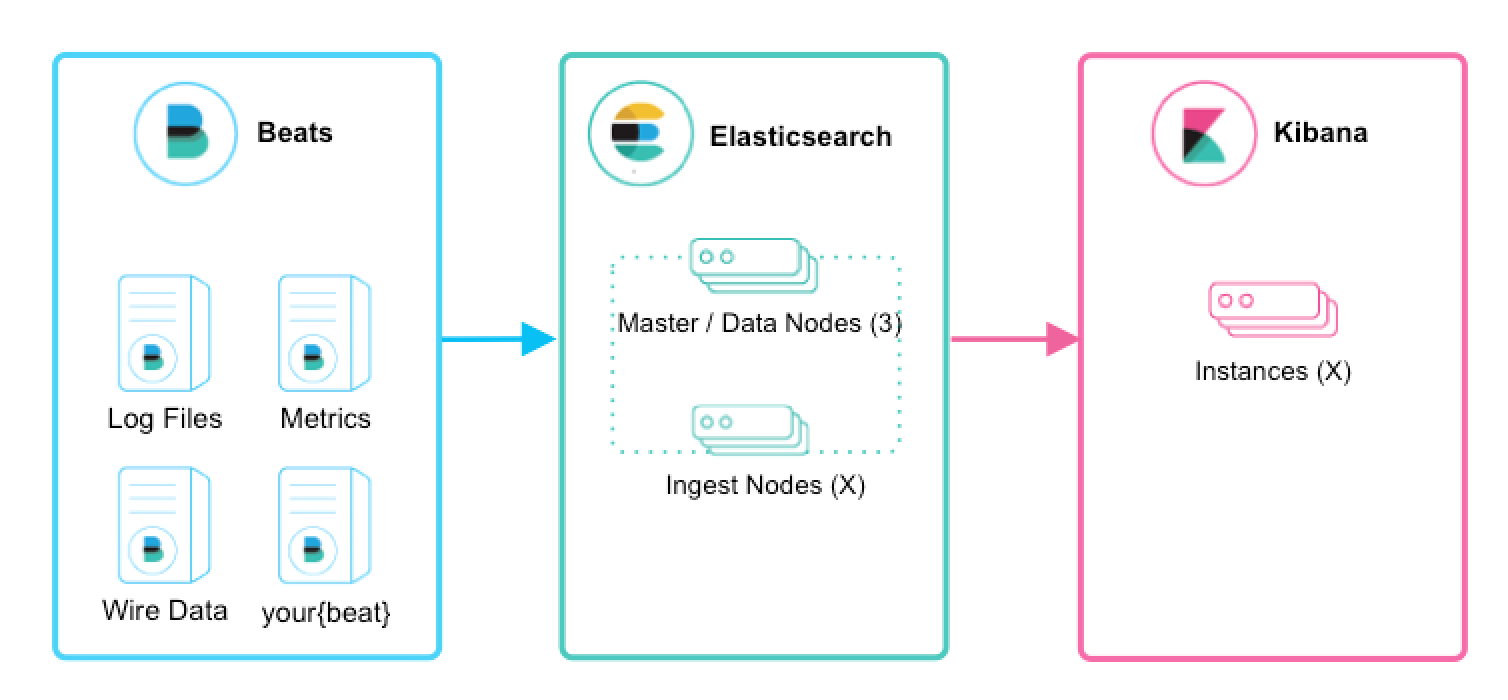 Beats
Log Files
Metrics
Wire Data
your{beat}
Elasticsearch
Master / Data Nodes (3)
Ingest Nodes (X)
Kibana
Instances (X)